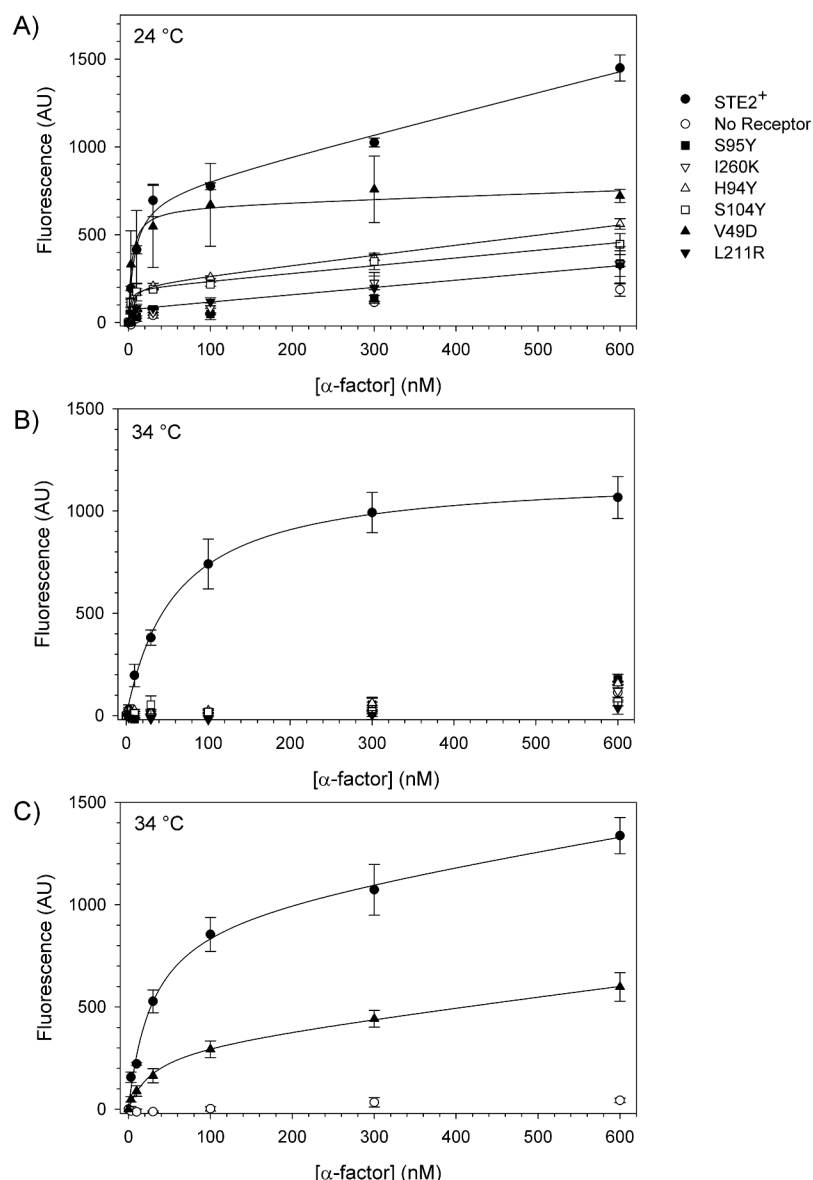 A)
24 °C
1500
1000
500
0
Fluorescence (AU)
0 100 200 300 400 500 600
[α-factor] (nM)
STE2+
No Receptor
S95Y
I260K
H94Y
S104Y
V49D
L211R
B)
34 °C
1500
1000
500
0
Fluorescence (AU)
0 100 200 300 400 500 600
[α-factor] (nM)
C)
34 °C
1500
1000
500
0
Fluorescence (AU)
0 100 200 300 400 500 600
[α-factor] (nM)